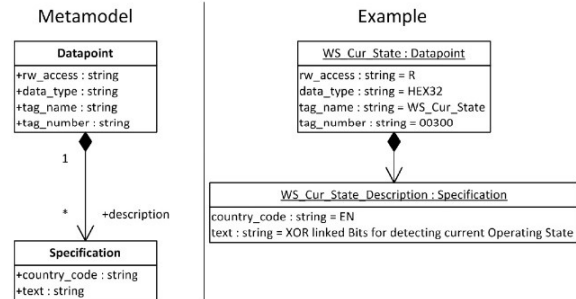 Metamodel
Datapoint
+rw_access : string
+data_type : string
+tag_name : string
+tag_number : string
1
*
+description
Specification
+country_code : string
+text : string
Example
WS_Cur_State : Datapoint
rw_access : string = R
data_type : string = HEX32
tag_name : string = WS_Cur_State
tag_number : string = 00300
WS_Cur_State_Description : Specification
country_code : string = EN
text : string = XOR linked Bits for detecting current Operating State